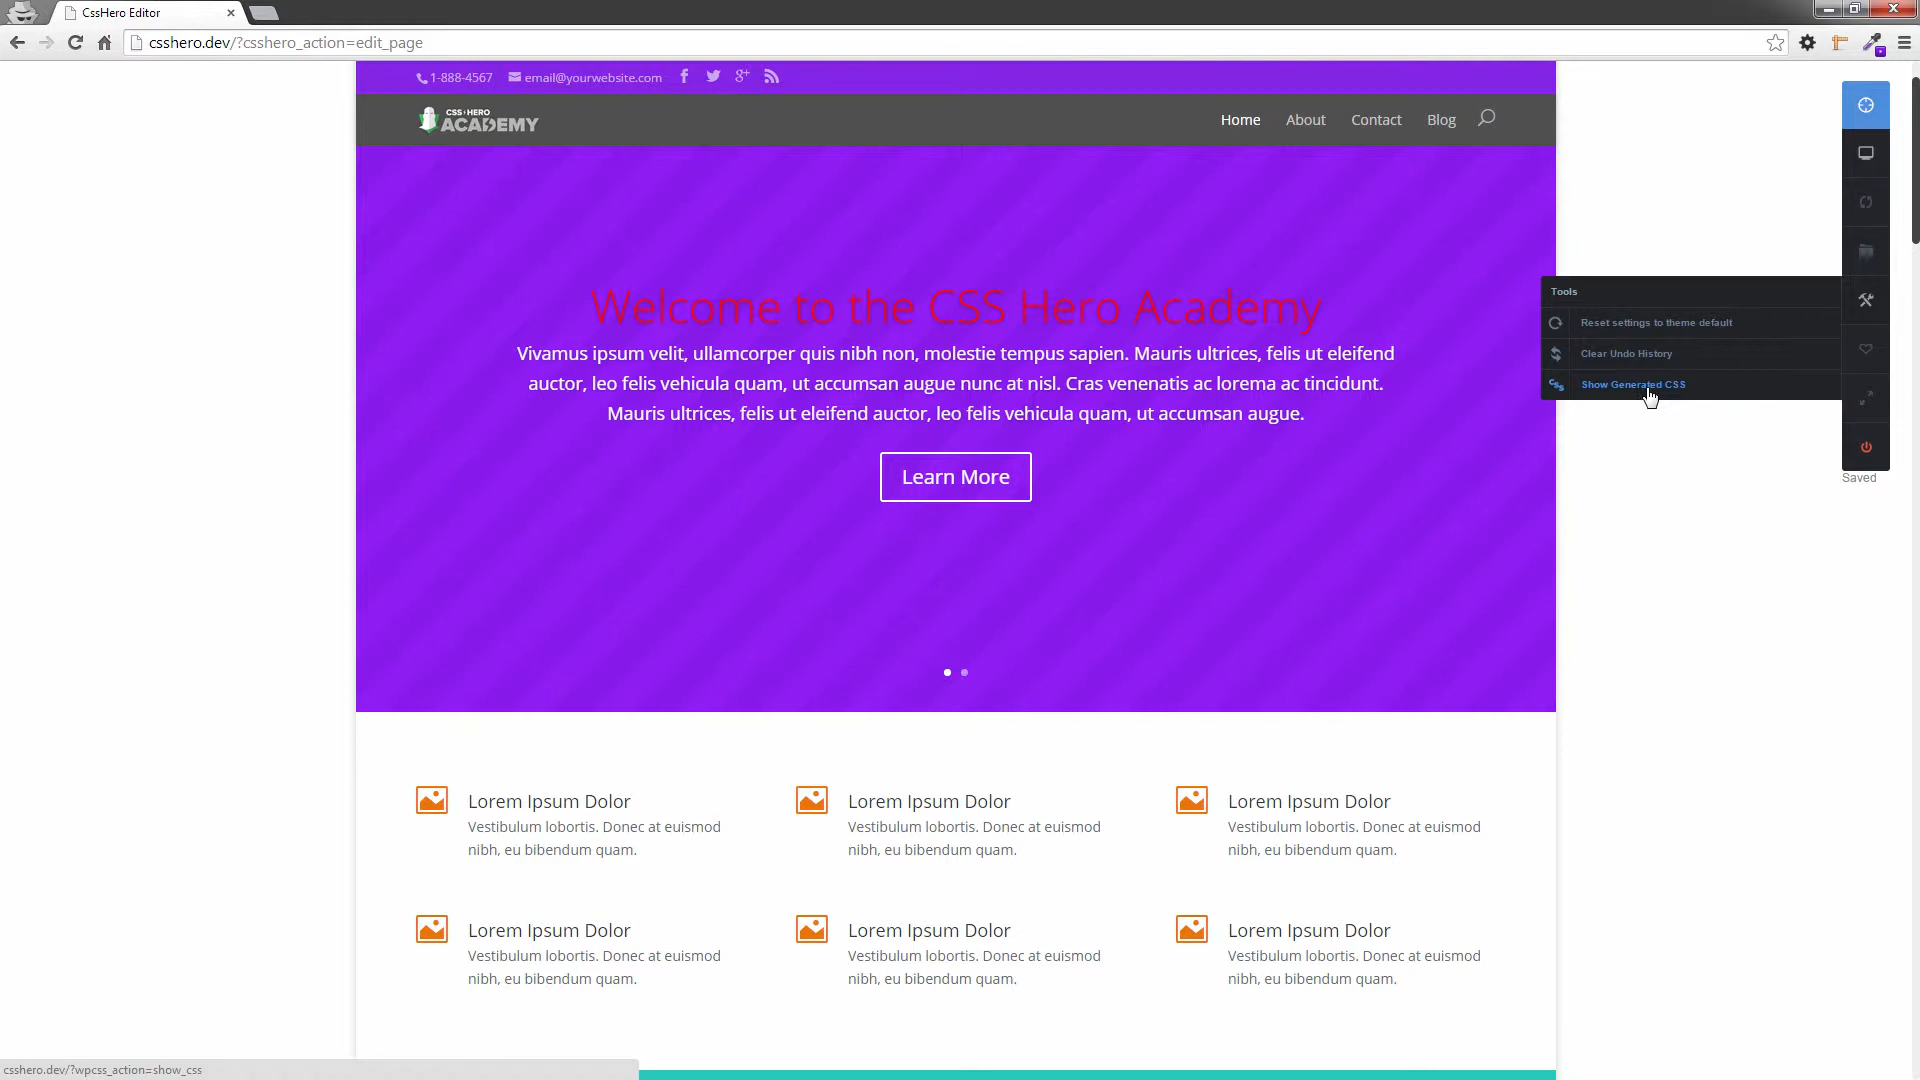 CssHero Editor
csshero.dev/?csshero_action=edit_page
1-888-4567 email@yourwebsite.com
CSS HERO
ACADEMY
Home About Contact Blog
Welcome to the CSS Hero Academy
Vivamus ipsum velit, ullamcorper quis nibh non, molestie tempus sapien. Mauris ultrices, felis ut eleifend
auctor, leo felis vehicula quam, ut accumsan augue nunc at nisl. Cras venenatis ac lorema ac tincidunt.
Mauris ultrices, felis ut eleifend auctor, leo felis vehicula quam, ut accumsan augue.
Learn More
Tools
Reset settings to theme default
Clear Undo History
CSS Show Generated CSS
Saved
Lorem Ipsum Dolor
Vestibulum lobortis. Donec at euismod
nibh, eu bibendum quam.
Lorem Ipsum Dolor
Vestibulum lobortis. Donec at euismod
nibh, eu bibendum quam.
Lorem Ipsum Dolor
Vestibulum lobortis. Donec at euismod
nibh, eu bibendum quam.
Lorem Ipsum Dolor
Vestibulum lobortis. Donec at euismod
nibh, eu bibendum quam.
Lorem Ipsum Dolor
Vestibulum lobortis. Donec at euismod
nibh, eu bibendum quam.
Lorem Ipsum Dolor
Vestibulum lobortis. Donec at euismod
nibh, eu bibendum quam.
csshero.dev/?wpcss_action=show_css